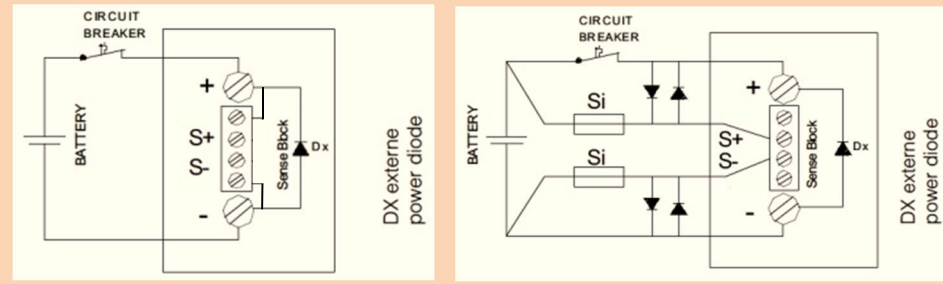 CIRCUIT
BREAKER
+
S+
S-
-
BATTERY
Sense Block
Dx
DX externe
power diode
CIRCUIT
BREAKER
Si
Si
+
S+
S-
-
BATTERY
Sense Block
Dx
DX externe
power diode